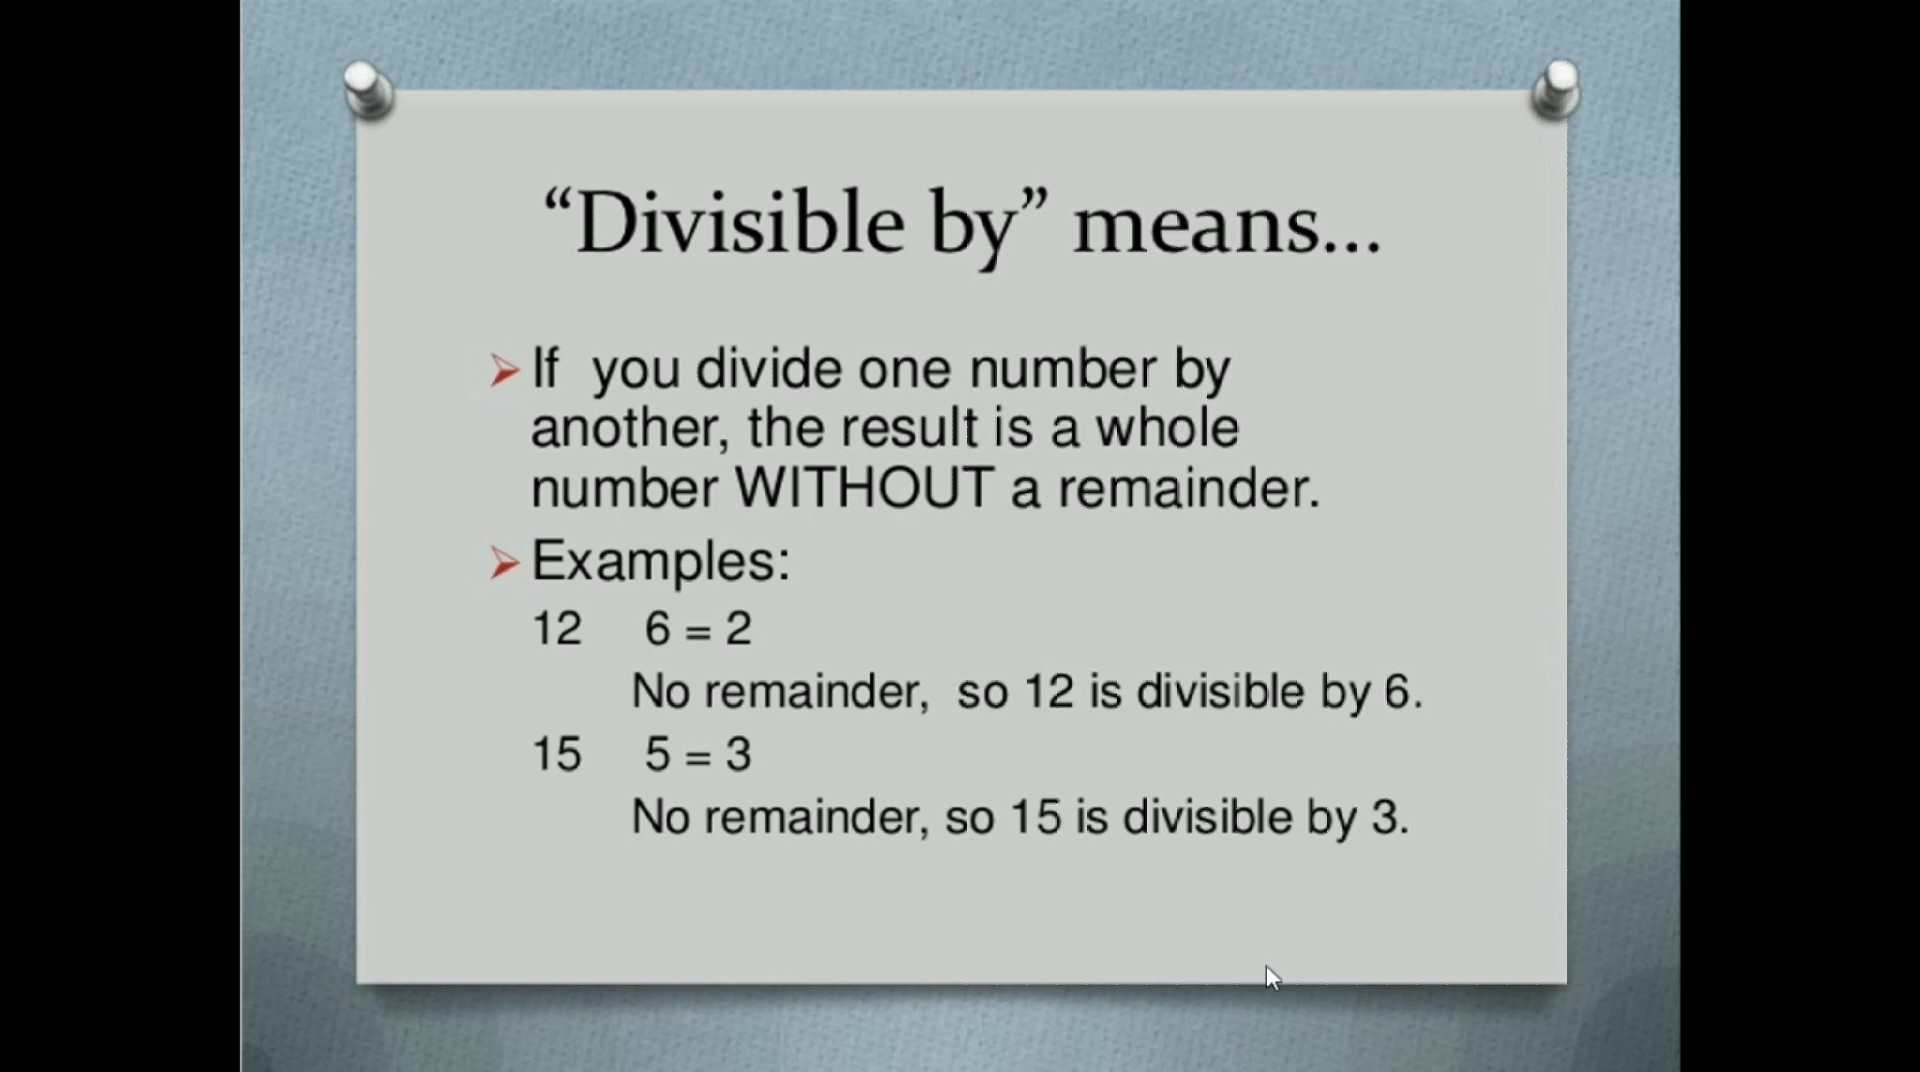 “Divisible by” means...
If you divide one number by
another, the result is a whole
number WITHOUT a remainder.
Examples:
12 6 = 2
No remainder, so 12 is divisible by 6.
15 5 = 3
No remainder, so 15 is divisible by 3.